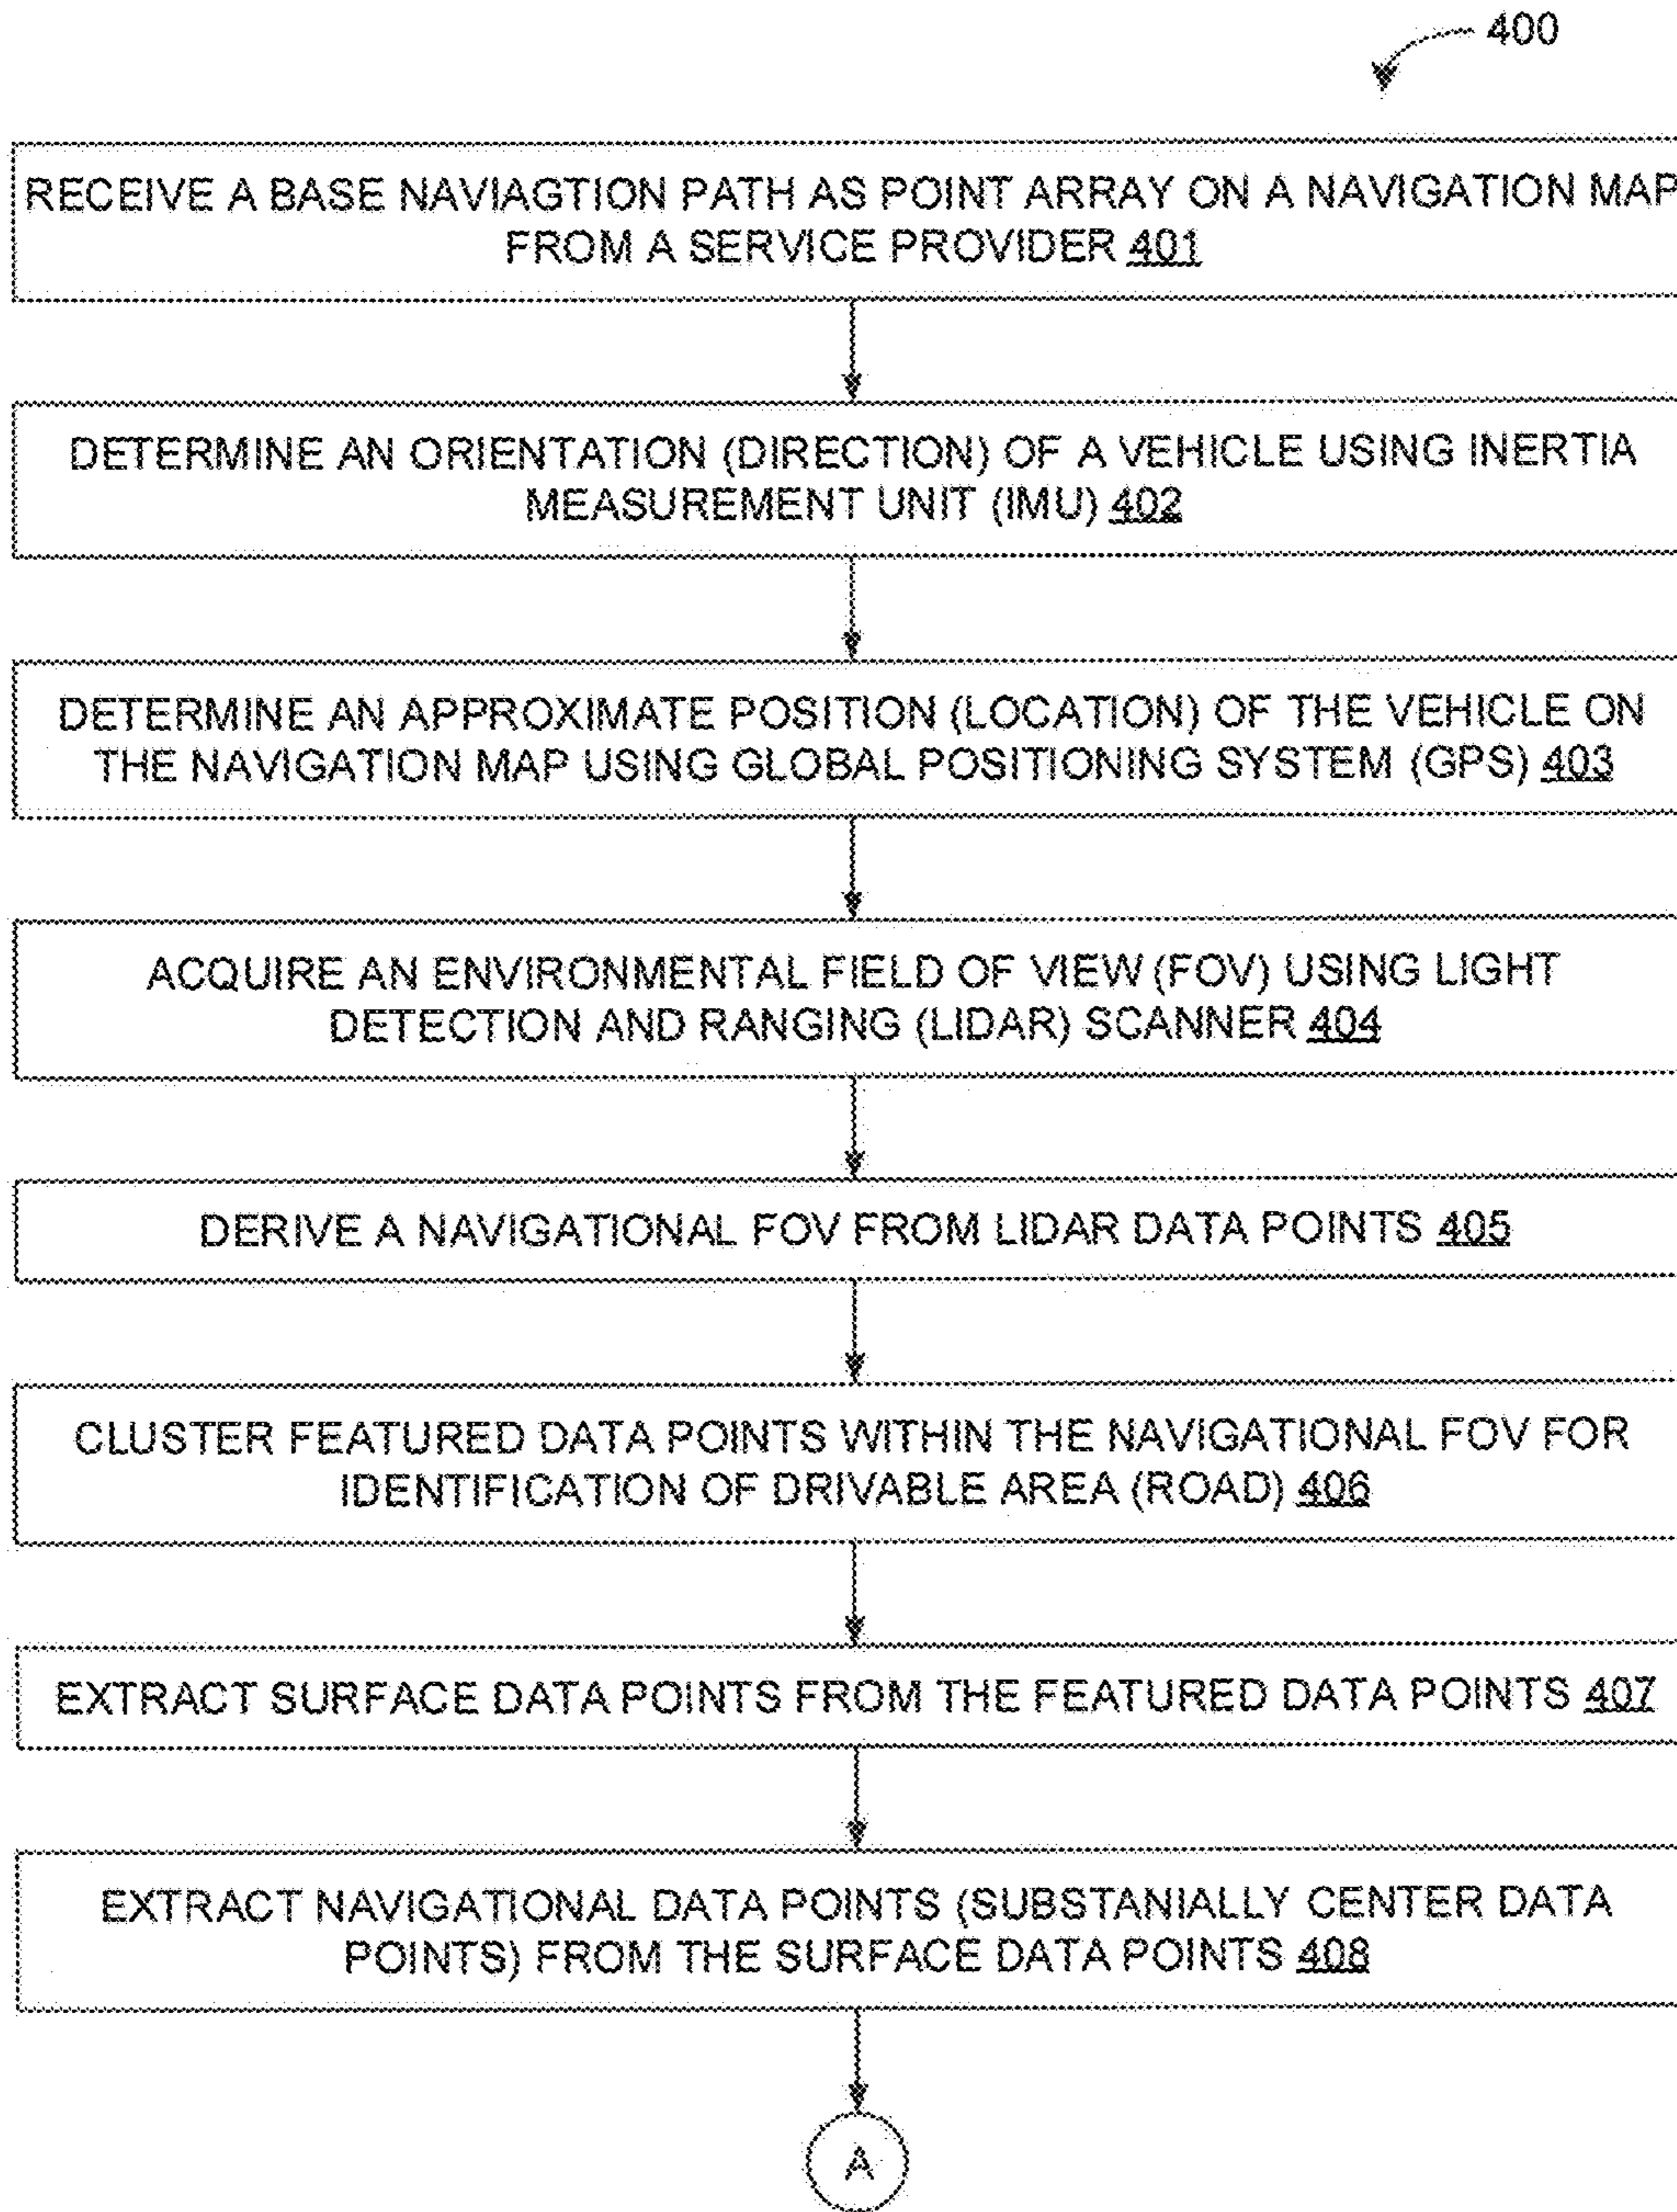 400
RECEIVE A BASE NAVIAGTION PATH AS POINT ARRAY ON A NAVIGATION MAP
FROM A SERVICE PROVIDER 401
DETERMINE AN ORIENTATION (DIRECTION) OF A VEHICLE USING INERTIA
MEASUREMENT UNIT (IMU) 402
DETERMINE AN APPROXIMATE POSITION (LOCATION) OF THE VEHICLE ON
THE NAVIGATION MAP USING GLOBAL POSITIONING SYSTEM (GPS) 403
ACQUIRE AN ENVIRONMENTAL FIELD OF VIEW (FOV) USING LIGHT
DETECTION AND RANGING (LIDAR) SCANNER 404
DERIVE A NAVIGATIONAL FOV FROM LIDAR DATA POINTS 405
CLUSTER FEATURED DATA POINTS WITHIN THE NAVIGATIONAL FOV FOR
IDENTIFICATION OF DRIVABLE AREA (ROAD) 406
EXTRACT SURFACE DATA POINTS FROM THE FEATURED DATA POINTS 407
EXTRACT NAVIGATIONAL DATA POINTS (SUBSTANIALLY CENTER DATA
POINTS) FROM THE SURFACE DATA POINTS 408
A